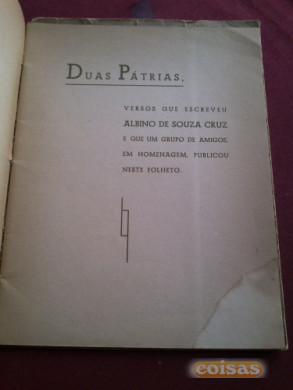 DUAS PÁTRIAS,
VERSOS QUE ESCREVEU
ALBINO DE SOUZA CRUZ
E QUE UM GRUPO DE AMIGOS,
EM HOMENAGEM, PUBLICOU
NESTE FOLHETO.
coisas